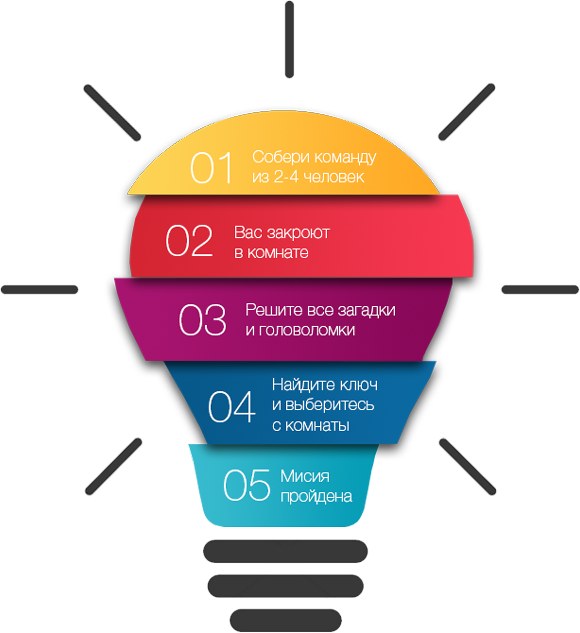 01
Собери команду
из 2-4 человек
02
Вас закроют
в комнате
03
Решите все загадки
и головоломки
04
Найдите ключ
и выберитесь
с комнаты
05
Мисия
пройдена